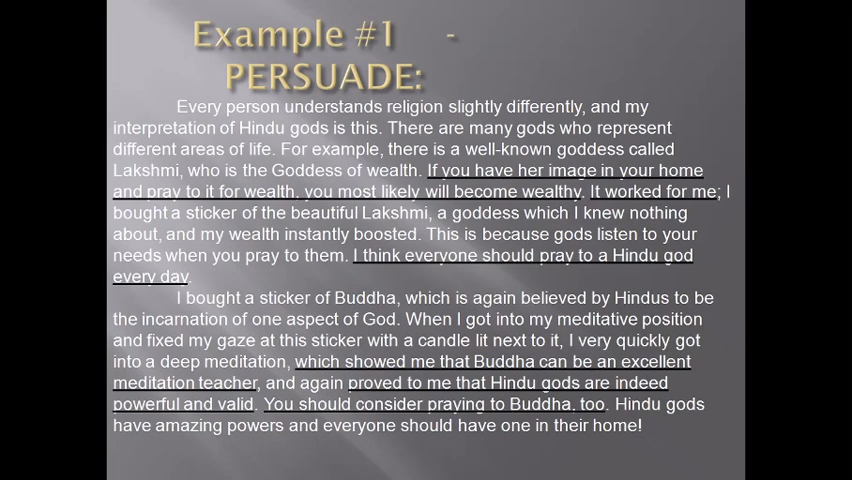 Example #1 -
PERSUADE:
Every person understands religion slightly differently, and my
interpretation of Hindu gods is this. There are many gods who represent
different areas of life. For example, there is a well-known goddess called
Lakshmi, who is the Goddess of wealth. If you have her image in your home
and pray to it for wealth, you most likely will become wealthy. It worked for me; I
bought a sticker of the beautiful Lakshmi, a goddess which I knew nothing
about, and my wealth instantly boosted. This is because gods listen to your
needs when you pray to them. I think everyone should pray to a Hindu god
every day.
I bought a sticker of Buddha, which is again believed by Hindus to be
the incarnation of one aspect of God. When I got into my meditative position
and fixed my gaze at this sticker with a candle lit next to it, I very quickly got
into a deep meditation, which showed me that Buddha can be an excellent
meditation teacher, and again proved to me that Hindu gods are indeed
powerful and valid. You should consider praying to Buddha, too. Hindu gods
have amazing powers and everyone should have one in their home!